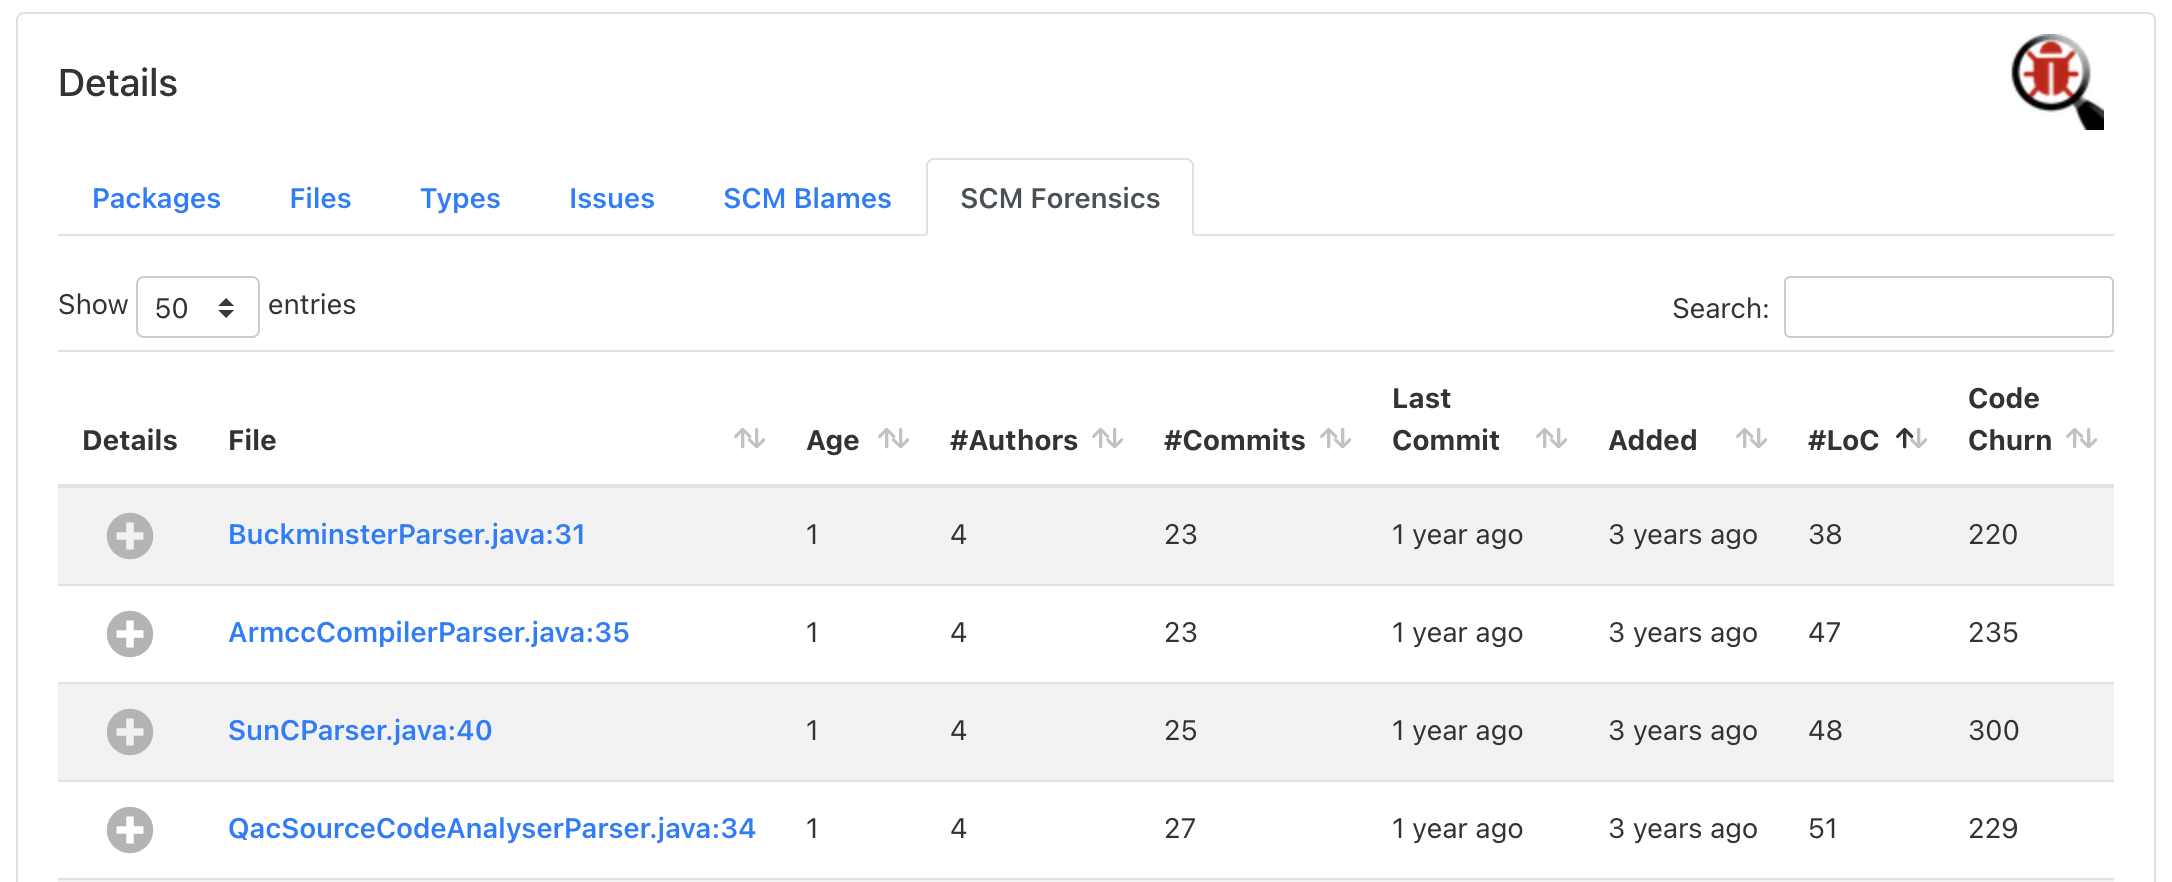 Details
Packages Files Types Issues SCM Blames SCM Forensics
Show 50 entries Search:
Details File Age #Authors #Commits Last Commit Added #LoC Code Churn
BuckminsterParser.java:31 1 4 23 1 year ago 3 years ago 38 220
ArmccCompilerParser.java:35 1 4 23 1 year ago 3 years ago 47 235
SunCParser.java:40 1 4 25 1 year ago 3 years ago 48 300
QacSourceCodeAnalyserParser.java:34 1 4 27 1 year ago 3 years ago 51 229